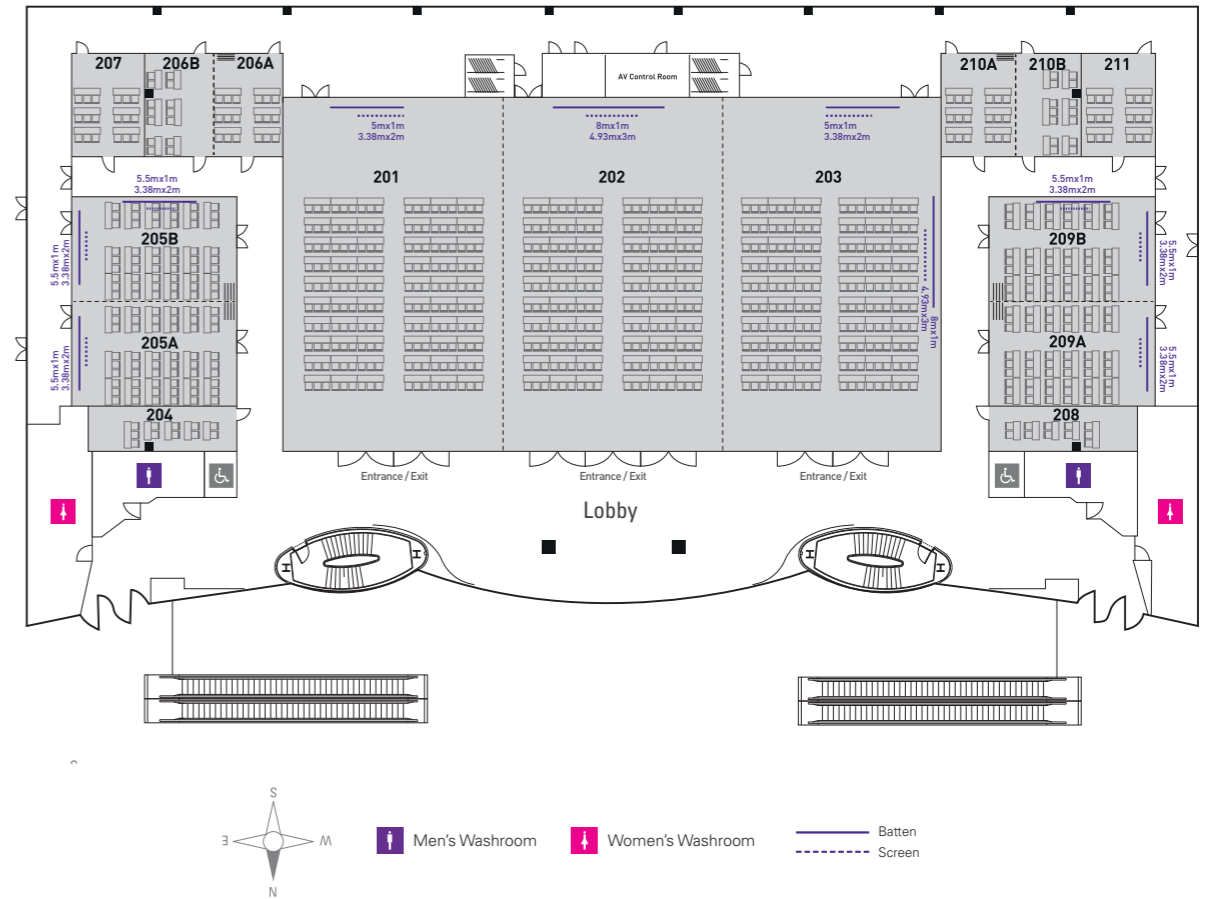 207
206B
206A
AV Control Room
210A
210B
211
5mx1m
3.38mx2m
8mx1m
4.93mx3m
5mx1m
3.38mx2m
201
202
203
5.5mx1m
3.38mx2m
5.5mx1m
3.38mx2m
205B
5.5mx1m
3.38mx2m
209B
5.5mx1m
3.38mx2m
8mx1m
4.93mx3m
205A
5.5mx1m
3.38mx2m
209A
5.5mx1m
3.38mx2m
204
208
Entrance / Exit
Entrance / Exit
Entrance / Exit
Lobby
H
H
H
H
S
E
W
N
Men's Washroom
Women's Washroom
Batten
Screen